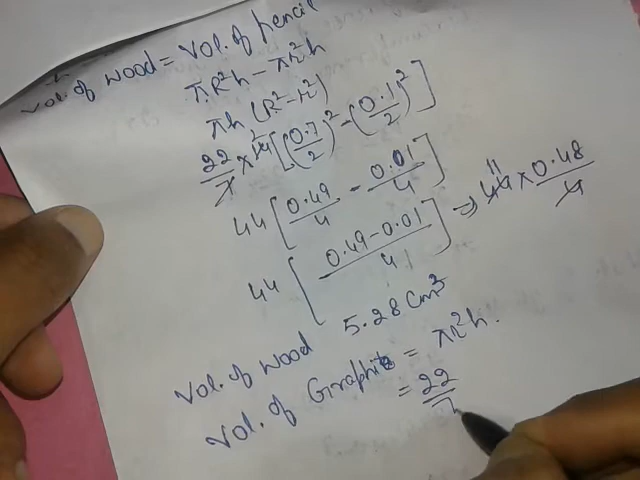 Vol. of wood = Vol. of pencil
πR²h - πr²h
πh (R²-r²)
22/7 × 14 2 [(0.7/2)² - (0.1/2)²]
44 [0.49/4 - 0.01/4]
44 [0.49-0.01/4] ⇒ 44 11 × 0.48/4
Vol. of wood 5.28 cm³
Vol. of Graphite = πr²h.
= 22/7